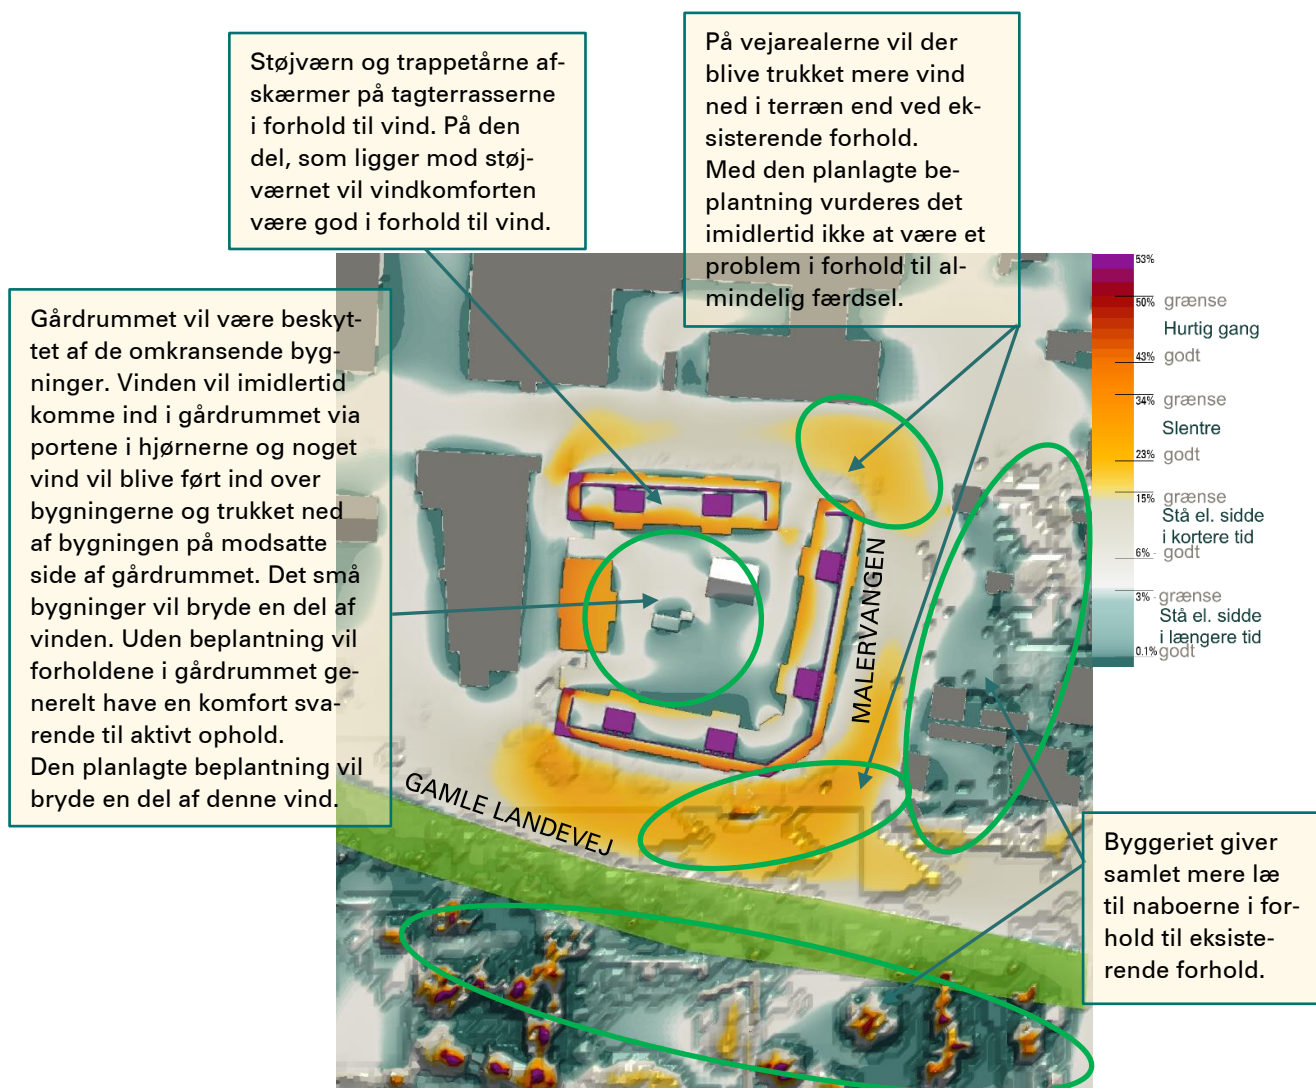 Støjværn og trappetårne af-
skærmer på tagterrasserne
i forhold til vind. På den
del, som ligger mod støj-
værnet vil vindkomforten
være god i forhold til vind.
På vejarealerne vil der
blive trukket mere vind
ned i terræn end ved ek-
sisterende forhold.
Med den planlagte be-
plantning vurderes det
imidlertid ikke at være et
problem i forhold til al-
mindelig færdsel.
Gårdrummet vil være beskyt-
tet af de omkransende byg-
ninger. Vinden vil imidlertid
komme ind i gårdrummet via
portene i hjørnerne og noget
vind vil blive ført ind over
bygningerne og trukket ned
af bygningen på modsatte
side af gårdrummet. Det små
bygninger vil bryde en del af
vinden. Uden beplantning vil
forholdene i gårdrummet ge-
nerelt have en komfort sva-
rende til aktivt ophold.
Den planlagte beplantning vil
bryde en del af denne vind.
53%
50% grænse
Hurtig gang
43% godt
34% grænse
Slentre
23% godt
15% grænse
Stå el. sidde
i kortere tid
6% godt
3% grænse
Stå el. sidde
i længere tid
0.1% godt
MALERVANGEN
GAMLE LANDEVEJ
Byggeriet giver
samlet mere læ
til naboerne i for-
hold til eksiste-
rende forhold.